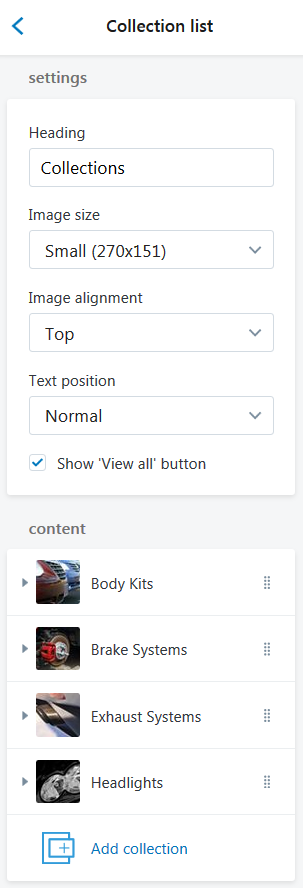 Collection list
settings
Heading
Collections
Image size
Small (270x151)
Image alignment
Top
Text position
Normal
Show 'View all' button
content
Body Kits
Brake Systems
Exhaust Systems
Headlights
Add collection